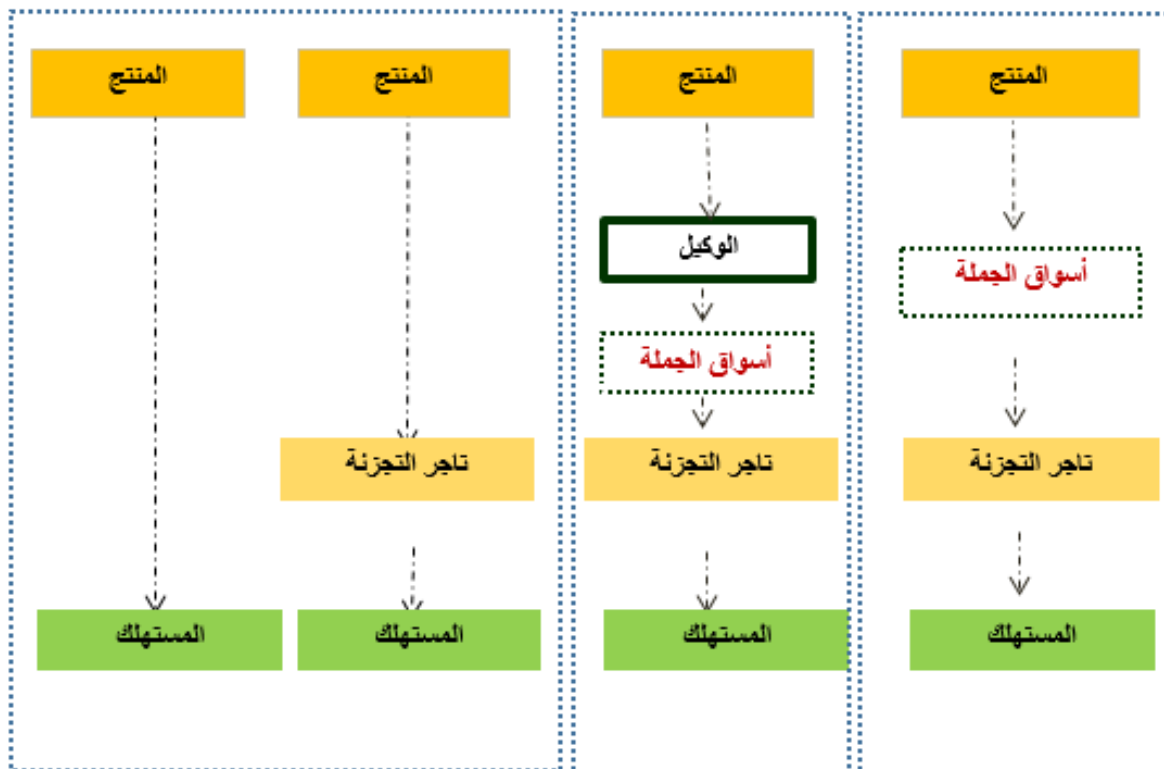 المنتج
المنتج
المنتج
المنتج
الوكيل
أسواق الجملة
أسواق الجملة
تاجر التجزئة
تاجر التجزئة
تاجر التجزئة
المستهلك
المستهلك
المستهلك
المستهلك